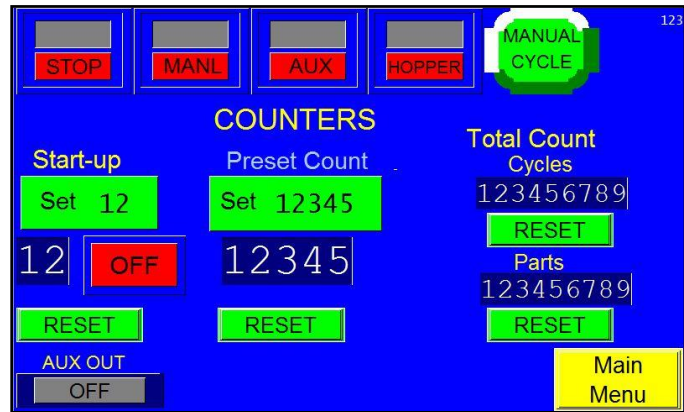 123
STOP MANL AUX HOPPER MANUAL CYCLE
COUNTERS
Start-up
Set 12
12 OFF
RESET
AUX OUT
OFF
Preset Count
Set 12345
12345
RESET
Total Count
Cycles
123456789
RESET
Parts
123456789
RESET
Main
Menu